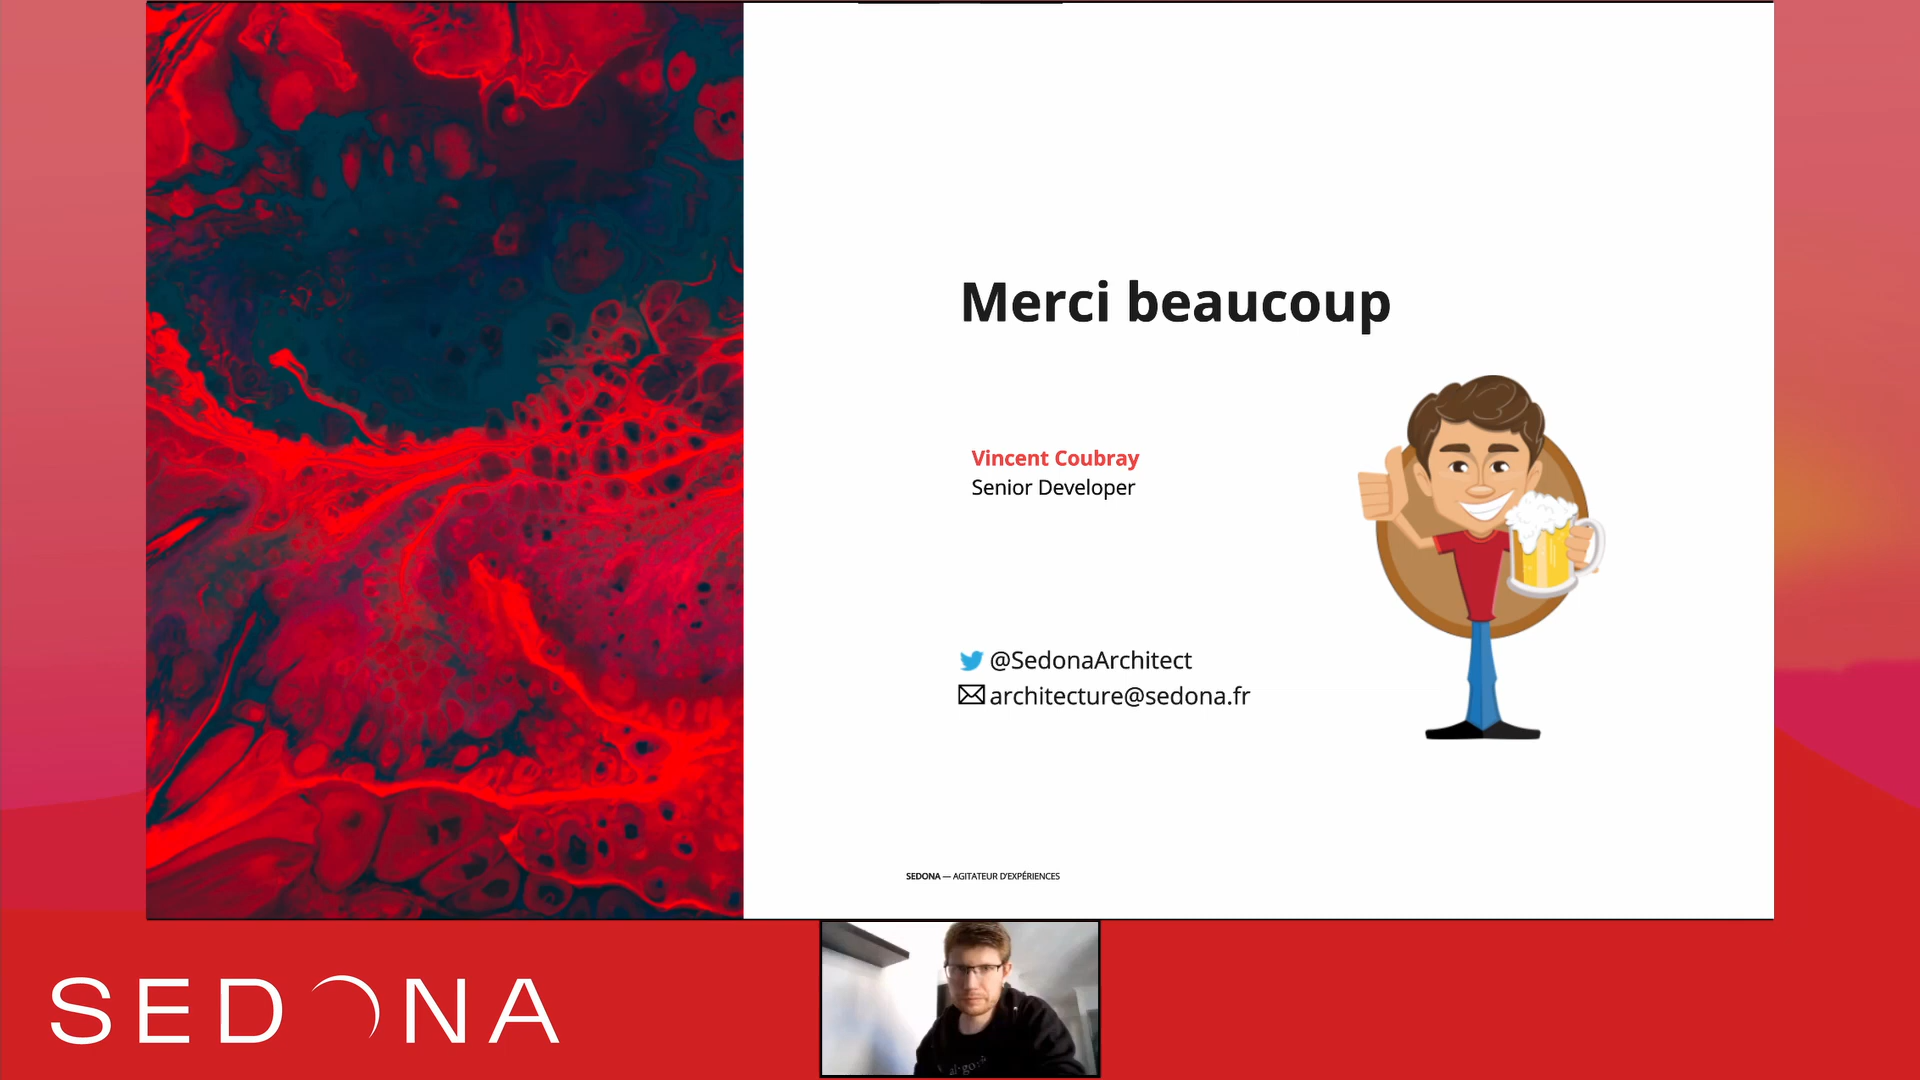 Merci beaucoup
Vincent Coubray
Senior Developer
@SedonaArchitect
architecture@sedona.fr
SEDONA — AGITATEUR D'EXPÉRIENCES
SEDONA